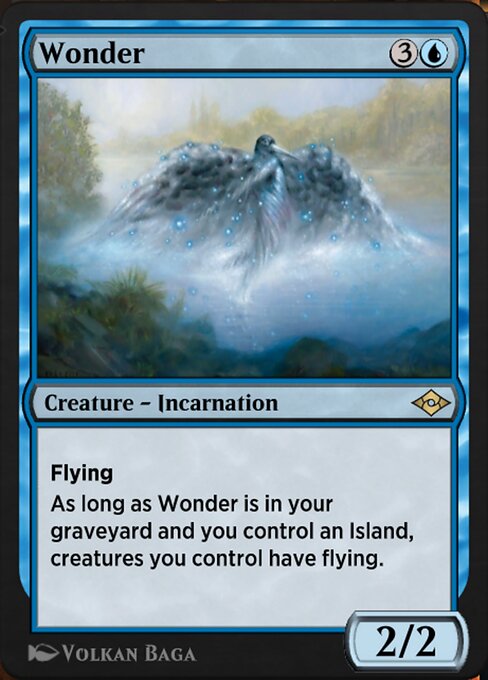 Wonder 3
Creature – Incarnation
Flying
As long as Wonder is in your
graveyard and you control an Island,
creatures you control have flying.
2/2
VOLKAN BAGA